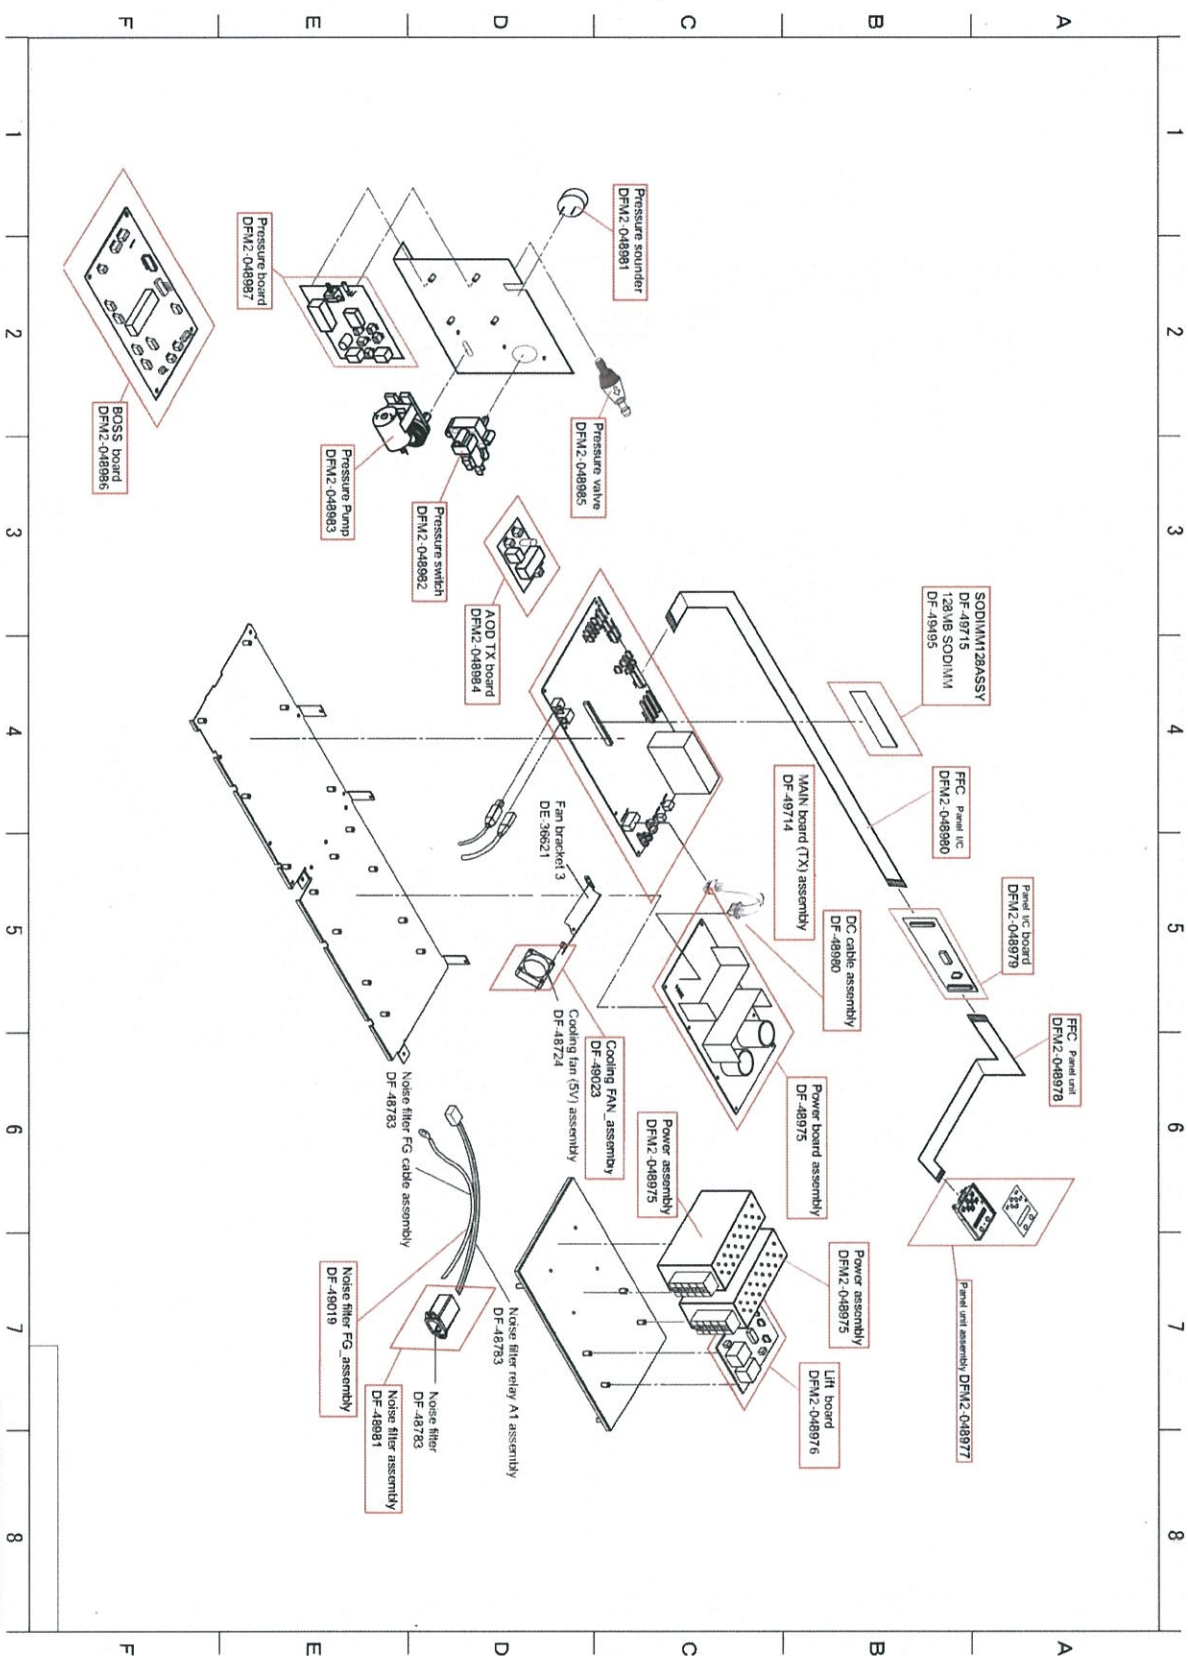 A
B
C
D
E
F
1
2
3
4
5
6
7
8
SODIMM128ASSY
DF-49715
128MB SODIMM
DF-49495
FFC Panel I/C
DFM2-048980
Panel I/C board
DFM2-048979
FFC Panel unit
DFM2-048978
Panel unit assembly DFM2-048977
Pressure sounder
DFM2-048981
Pressure valve
DFM2-048985
MAIN board (TX) assembly
DF-49714
DC cable assembly
DF-48980
Power board assembly
DF-48975
Power assembly
DFM2-048975
Power assembly
DFM2-048975
Lift board
DFM2-048976
Pressure switch
DFM2-048982
AOD TX board
DFM2-048984
Fan bracket 3
DE-36621
Cooling FAN_assembly
DF-49023
Cooling fan (5V) assembly
DF-48724
Pressure board
DFM2-048987
Pressure Pump
DFM2-048983
Noise filter FG cable assembly
DF-48783
Noise filter relay A1 assembly
DF-48783
Noise filter
DF-48783
Noise filter assembly
DF-48981
Noise filter FG_assembly
DF-49019
BOSS board
DFM2-048986
1
2
3
4
5
6
7
8
A
B
C
D
E
F